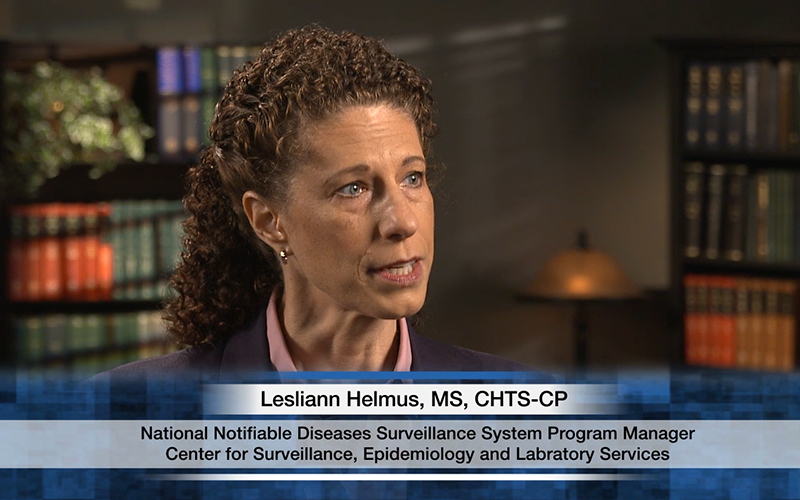 Lesliann Helmus, MS, CHTS-CP
National Notifiable Diseases Surveillance System Program Manager
Center for Surveillance, Epidemiology and Labratory Services